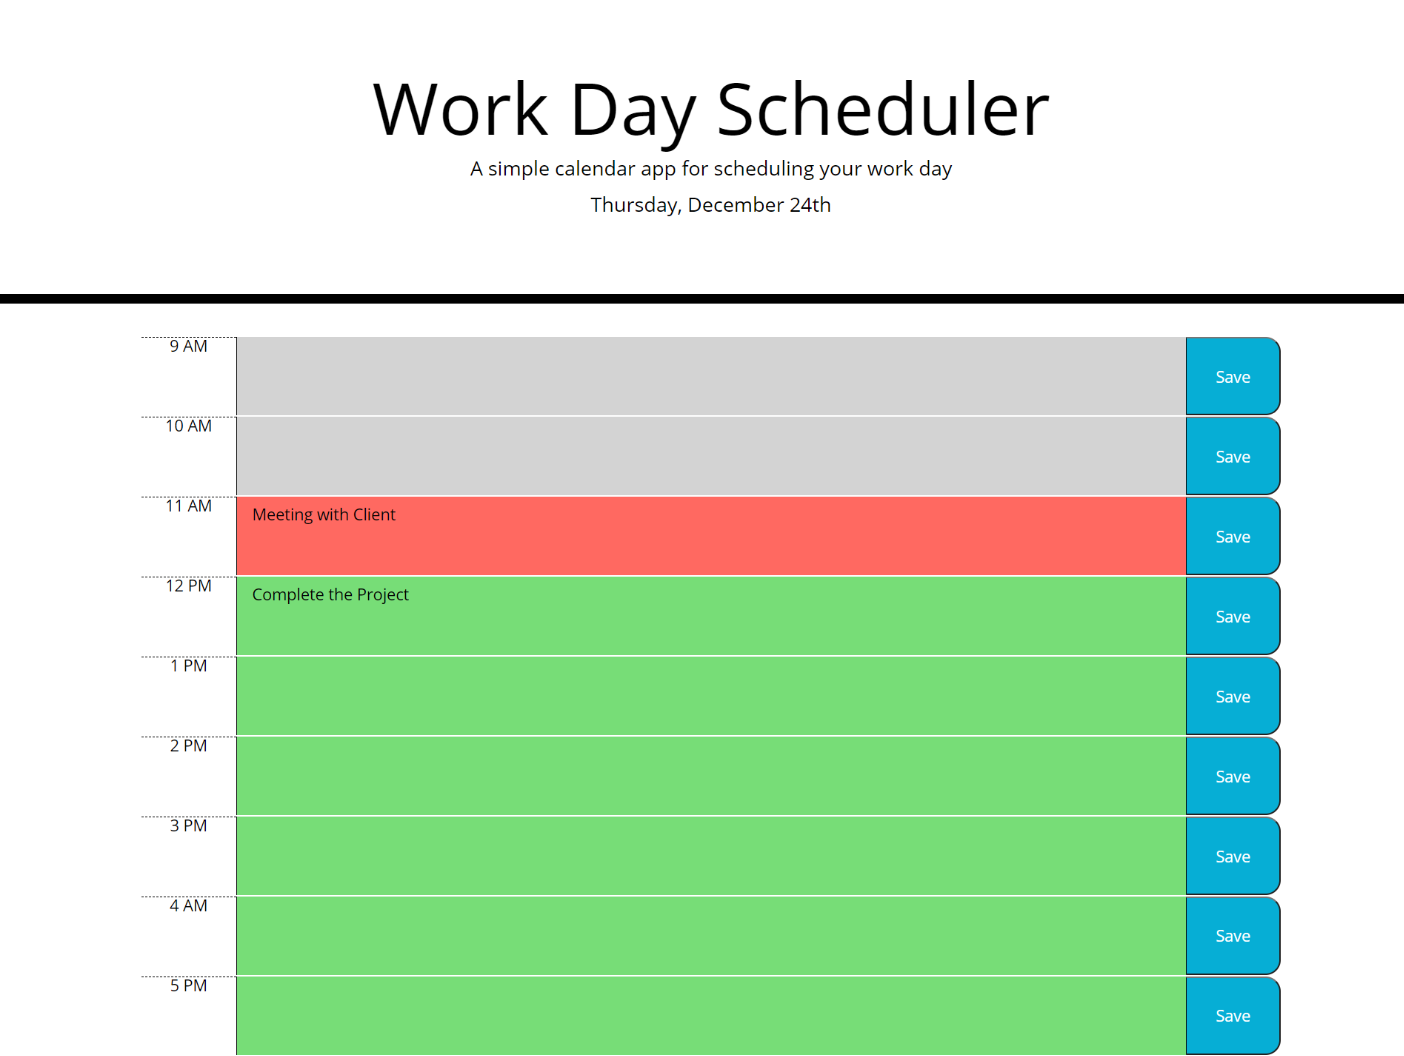 Work Day Scheduler
A simple calendar app for scheduling your work day
Thursday, December 24th
9 AM
Save
10 AM
Save
11 AM
Meeting with Client
Save
12 PM
Complete the Project
Save
1 PM
Save
2 PM
Save
3 PM
Save
4 AM
Save
5 PM
Save